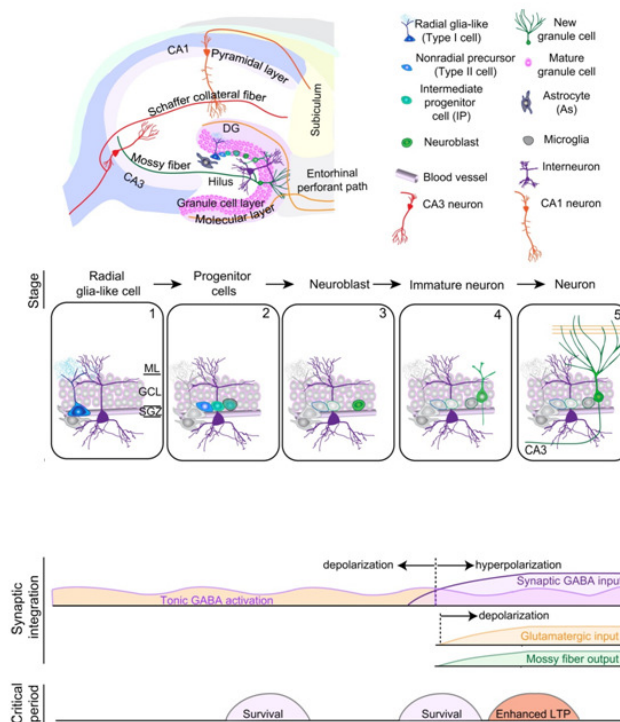 CA1
Pyramidal layer
Schaffer collateral fiber
Subiculum
DG
Mossy fiber
CA3
Hilus
Entorhinal
perforant path
Granule cell layer
Molecular layer
Radial glia-like
(Type I cell)
New
granule cell
Nonradial precursor
(Type II cell)
Mature
granule cell
Intermediate
progenitor
cell (IP)
Astrocyte
(As)
Neuroblast
Microglia
Blood vessel
Interneuron
CA3 neuron
CA1 neuron
Stage
Radial
glia-like cell
Progenitor
cells
Neuroblast
Immature neuron
Neuron
1
2
3
4
5
ML
GCL
SGZ
CA3
Synaptic
integration
depolarization
hyperpolarization
Synaptic GABA input
Tonic GABA activation
depolarization
Glutamatergic input
Mossy fiber output
Critical
period
Survival
Survival
Enhanced LTP